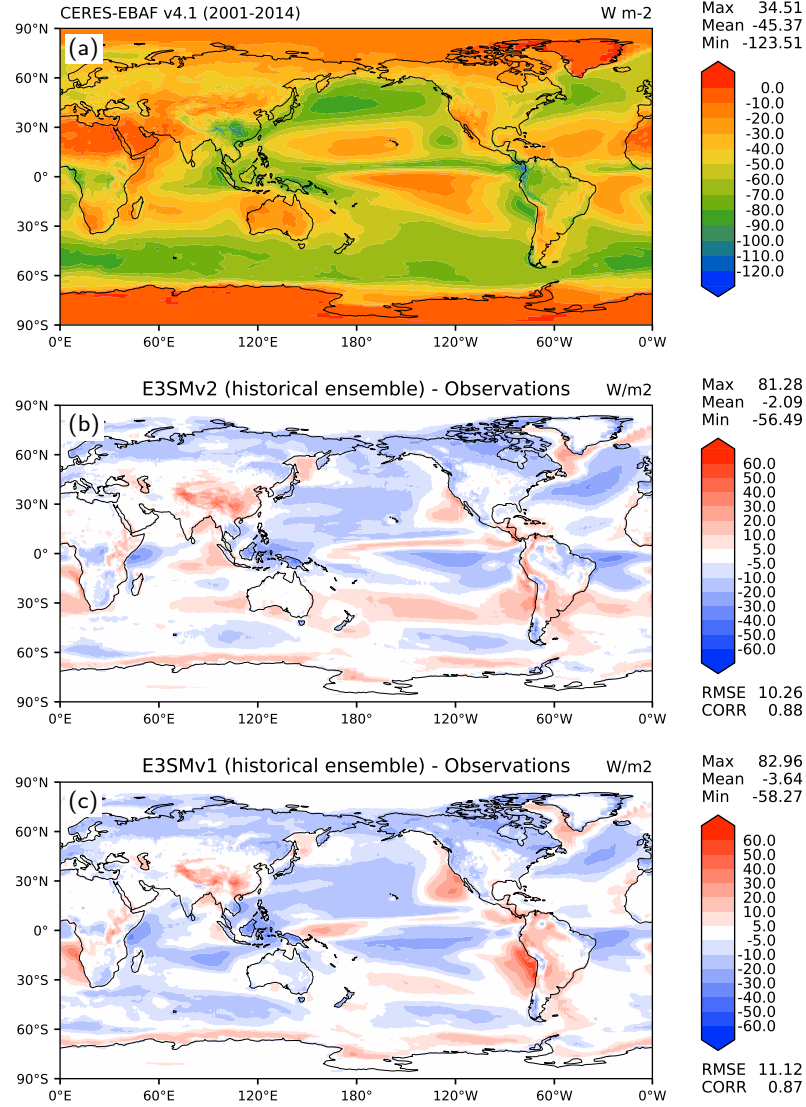 CERES-EBAF v4.1 (2001-2014) W m-2
Max 34.51
Mean -45.37
Min -123.51
(a)
90°N
60°N
30°N
0°
30°S
60°S
90°S
0°E 60°E 120°E 180° 120°W 60°W 0°W
0.0
-10.0
-20.0
-30.0
-40.0
-50.0
-60.0
-70.0
-80.0
-90.0
-100.0
-110.0
-120.0
E3SMv2 (historical ensemble) - Observations W/m2
Max 81.28
Mean -2.09
Min -56.49
(b)
90°N
60°N
30°N
0°
30°S
60°S
90°S
0°E 60°E 120°E 180° 120°W 60°W 0°W
60.0
50.0
40.0
30.0
20.0
10.0
5.0
-5.0
-10.0
-20.0
-30.0
-40.0
-50.0
-60.0
RMSE 10.26
CORR 0.88
E3SMv1 (historical ensemble) - Observations W/m2
Max 82.96
Mean -3.64
Min -58.27
(c)
90°N
60°N
30°N
0°
30°S
60°S
90°S
0°E 60°E 120°E 180° 120°W 60°W 0°W
60.0
50.0
40.0
30.0
20.0
10.0
5.0
-5.0
-10.0
-20.0
-30.0
-40.0
-50.0
-60.0
RMSE 11.12
CORR 0.87